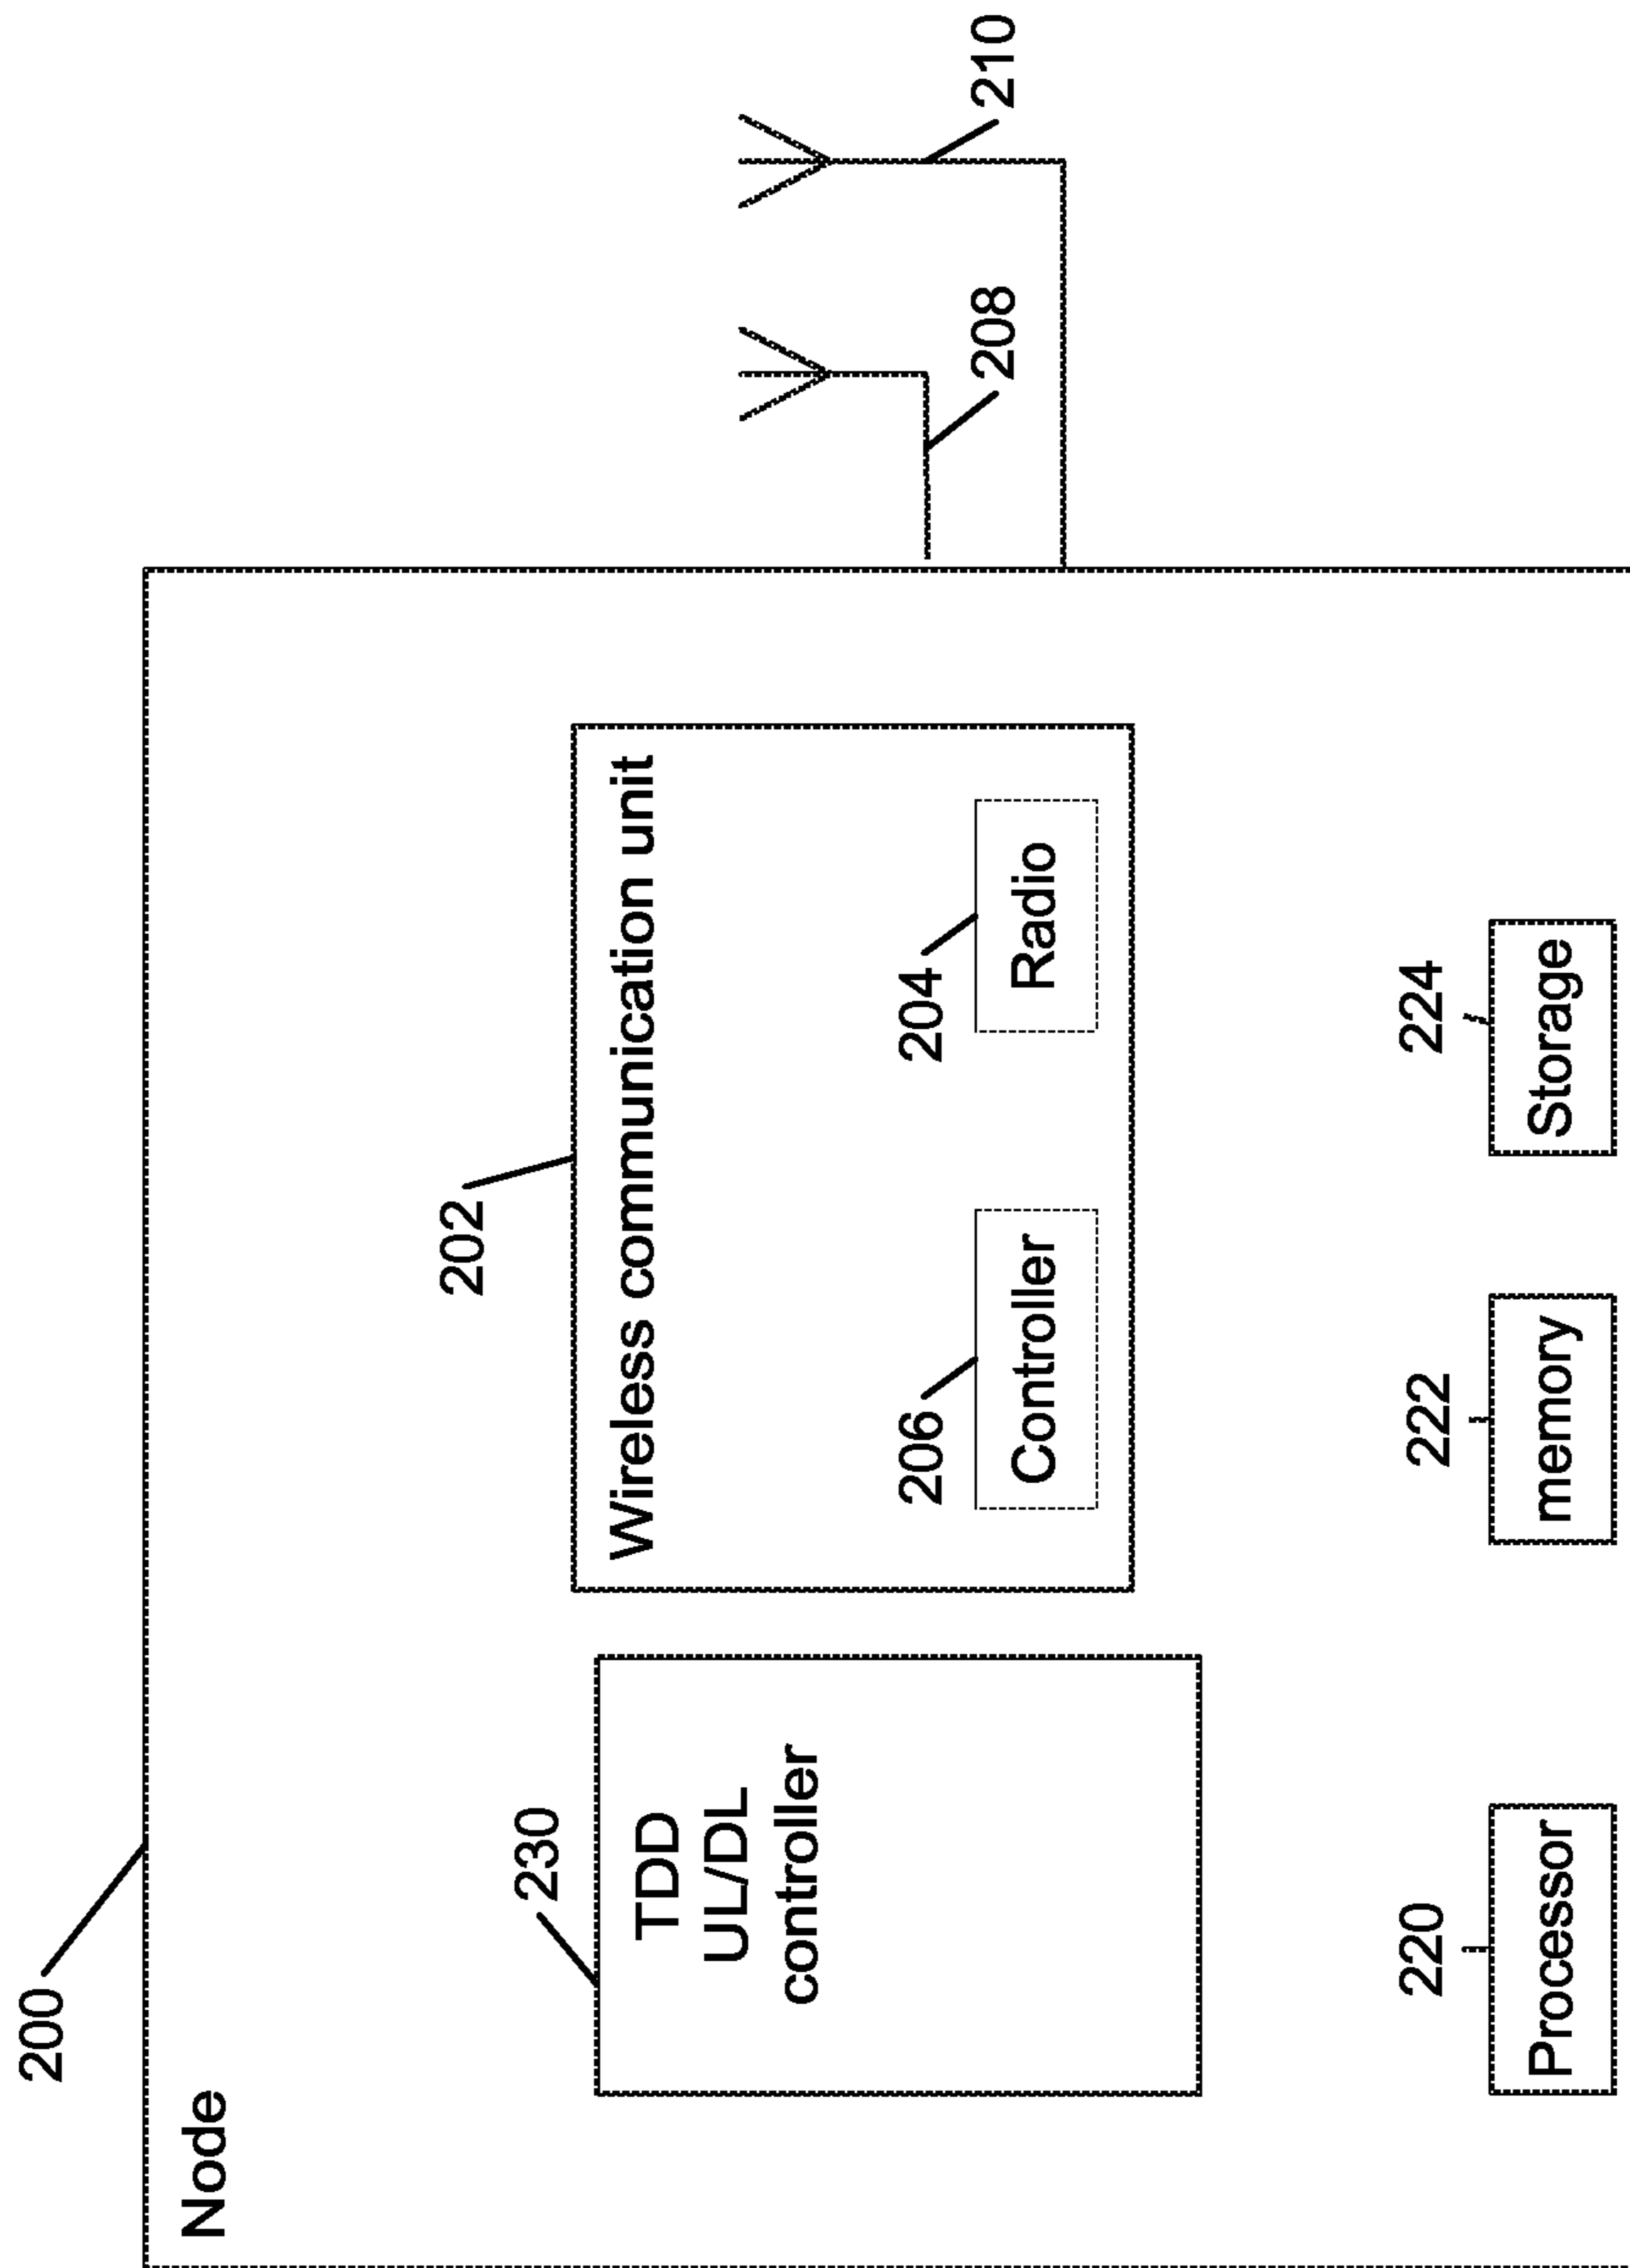 200
Node
230
TDD
UL/DL
controller
202
Wireless communication unit
206
Controller
204
Radio
208
210
220
Processor
222
memory
224
Storage